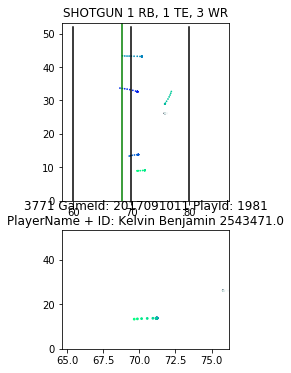 SHOTGUN 1 RB, 1 TE, 3 WR
50
40
30
20
10
0
60 70 80
3771 GameId: 2017091011 PlayId: 1981
PlayerName + ID: Kelvin Benjamin 2543471.0
40
20
0
65.0 67.5 70.0 72.5 75.0